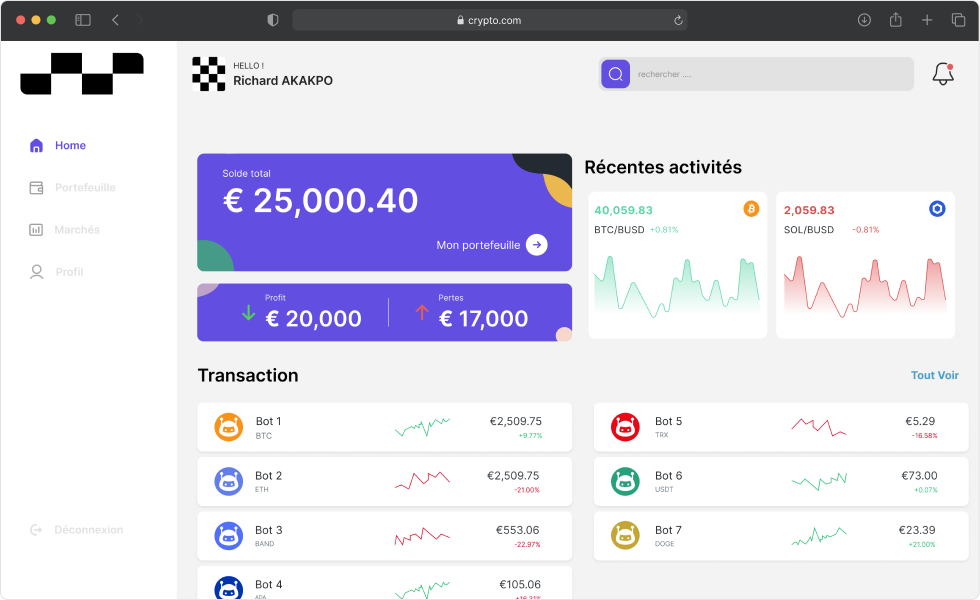 crypto.com
HELLO !
Richard AKAKPO
rechercher ....
Home
Portefeuille
Marchés
Profil
Déconnexion
Solde total
€ 25,000.40
Mon portefeuille
Profit
€ 20,000
Pertes
€ 17,000
Récentes activités
40,059.83
BTC/BUSD +0.81%
2,059.83
SOL/BUSD -0.81%
Transaction
Tout Voir
Bot 1
BTC
€2,509.75
+9.77%
Bot 2
ETH
€2,509.75
-21.00%
Bot 3
BAND
€553.06
-22.97%
Bot 4
ADA
€105.06
+16.31%
Bot 5
TRX
€5.29
-16.58%
Bot 6
USDT
€73.00
+0.07%
Bot 7
DOGE
€23.39
+21.00%